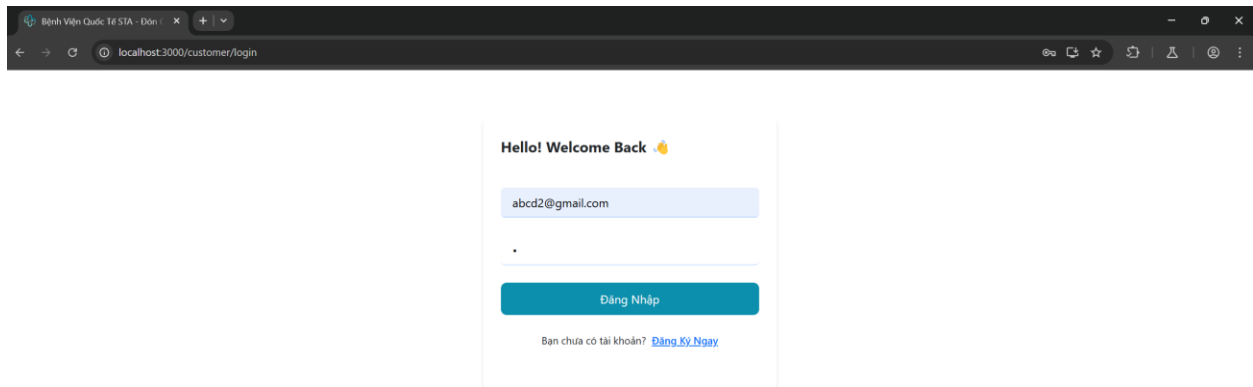 Bệnh Viện Quốc Tế STA - Đón
localhost:3000/customer/login
Hello! Welcome Back 👋
abcd2@gmail.com
Đăng Nhập
Bạn chưa có tài khoản? Đăng Ký Ngay